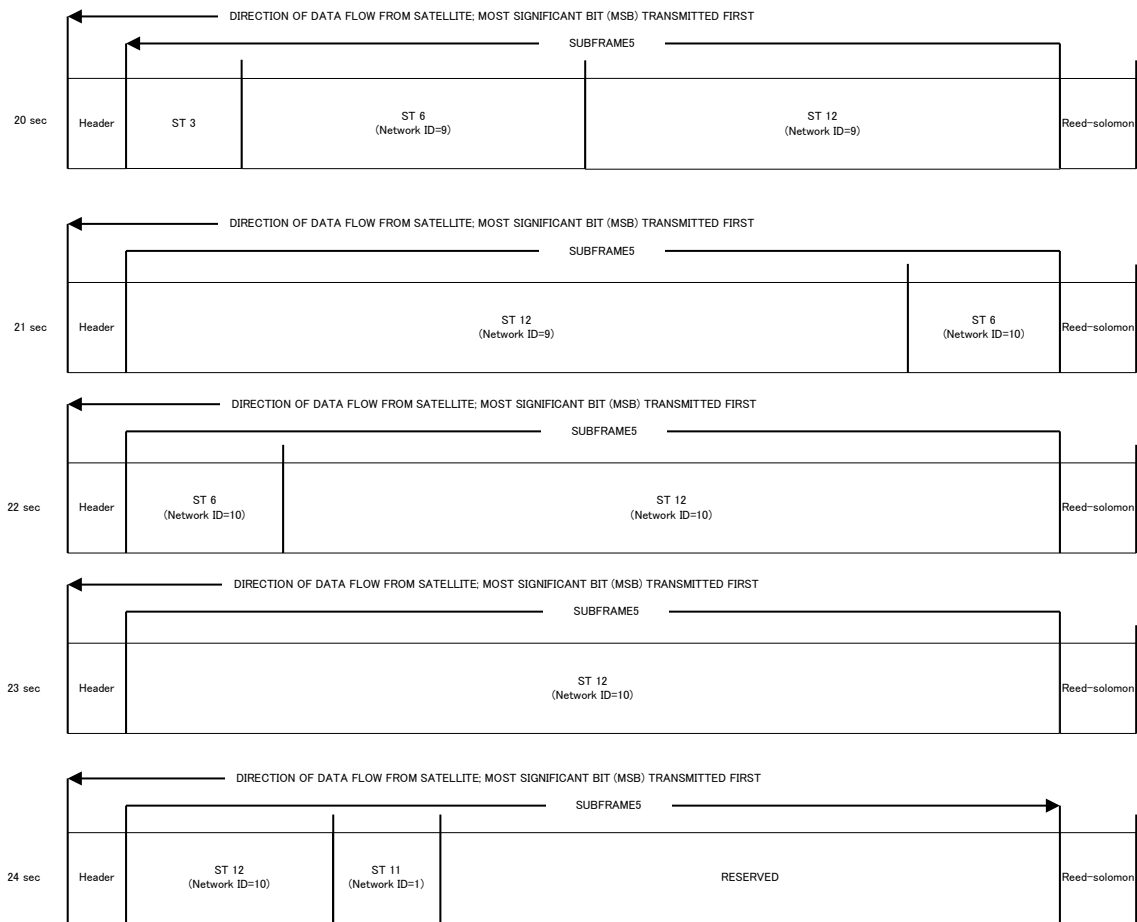 DIRECTION OF DATA FLOW FROM SATELLITE; MOST SIGNIFICANT BIT (MSB) TRANSMITTED FIRST
SUBFRAME5
20 sec
Header
ST 3
ST 6
(Network ID=9)
ST 12
(Network ID=9)
Reed-solomon
DIRECTION OF DATA FLOW FROM SATELLITE; MOST SIGNIFICANT BIT (MSB) TRANSMITTED FIRST
SUBFRAME5
21 sec
Header
ST 12
(Network ID=9)
ST 6
(Network ID=10)
Reed-solomon
DIRECTION OF DATA FLOW FROM SATELLITE; MOST SIGNIFICANT BIT (MSB) TRANSMITTED FIRST
SUBFRAME5
22 sec
Header
ST 6
(Network ID=10)
ST 12
(Network ID=10)
Reed-solomon
DIRECTION OF DATA FLOW FROM SATELLITE; MOST SIGNIFICANT BIT (MSB) TRANSMITTED FIRST
SUBFRAME5
23 sec
Header
ST 12
(Network ID=10)
Reed-solomon
DIRECTION OF DATA FLOW FROM SATELLITE; MOST SIGNIFICANT BIT (MSB) TRANSMITTED FIRST
SUBFRAME5
24 sec
Header
ST 12
(Network ID=10)
ST 11
(Network ID=1)
RESERVED
Reed-solomon